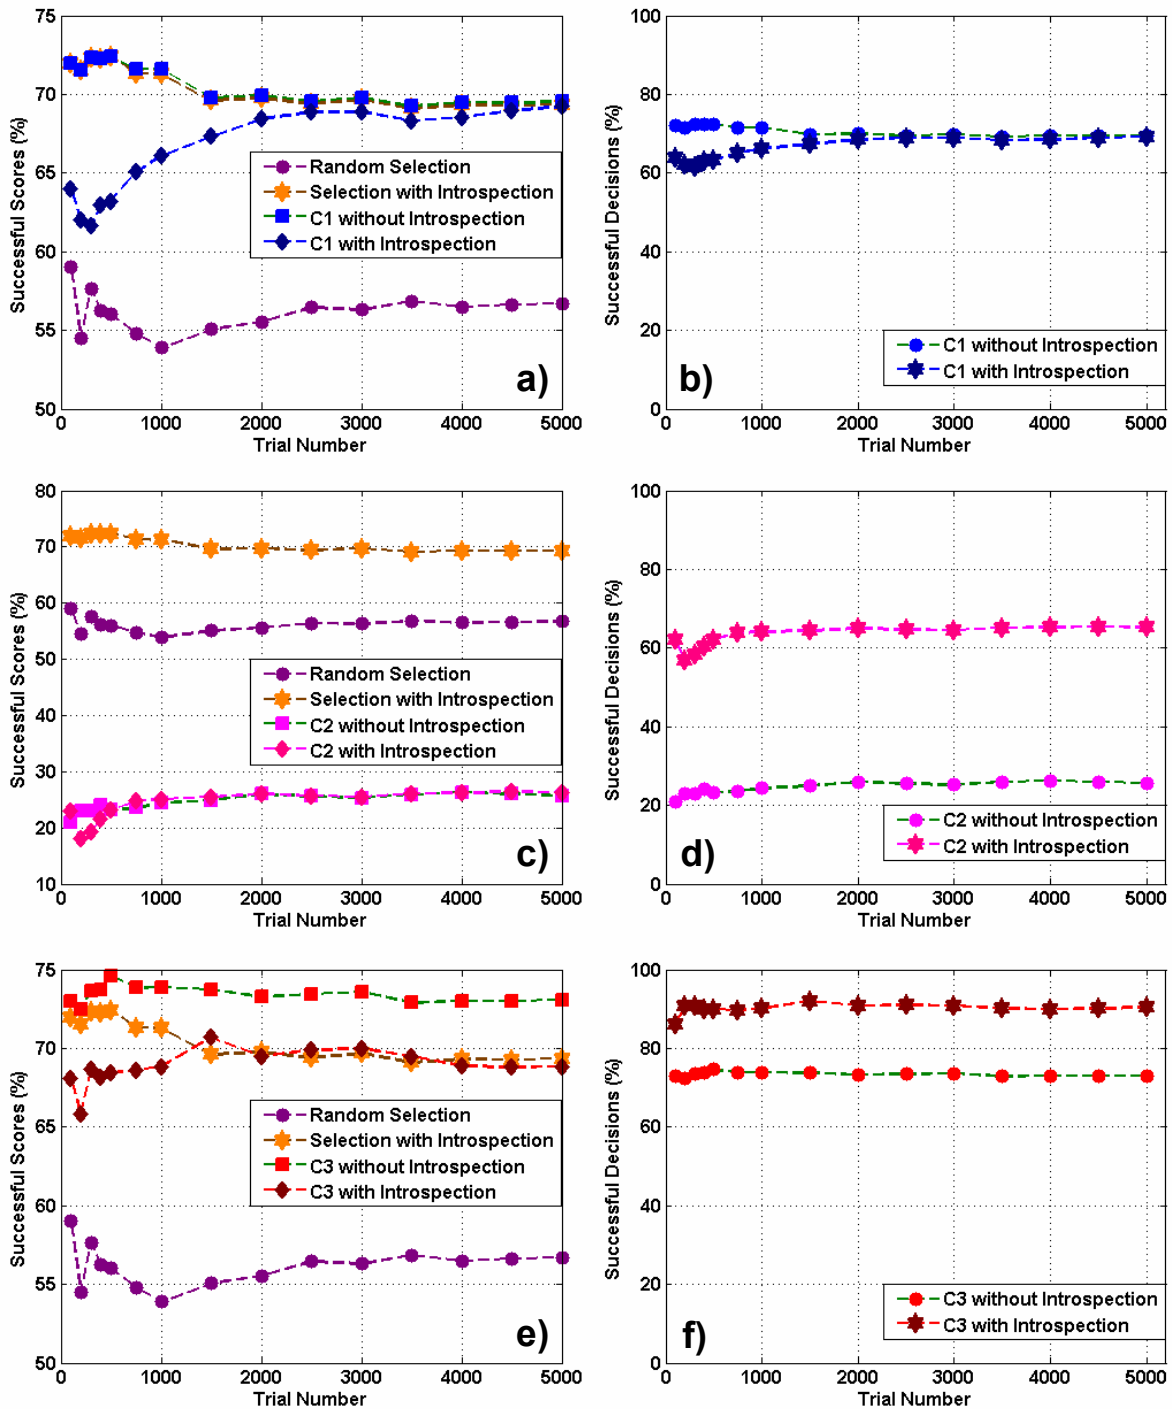 75
70
65
60
55
50
Successful Scores (%)
Random Selection
Selection with Introspection
C1 without Introspection
C1 with Introspection
a)
0 1000 2000 3000 4000 5000
Trial Number
100
80
60
40
20
0
Successful Decisions (%)
C1 without Introspection
C1 with Introspection
b)
0 1000 2000 3000 4000 5000
Trial Number
80
70
60
50
40
30
20
10
Successful Scores (%)
Random Selection
Selection with Introspection
C2 without Introspection
C2 with Introspection
c)
0 1000 2000 3000 4000 5000
Trial Number
100
80
60
40
20
0
Successful Decisions (%)
C2 without Introspection
C2 with Introspection
d)
0 1000 2000 3000 4000 5000
Trial Number
75
70
65
60
55
50
Successful Scores (%)
Random Selection
Selection with Introspection
C3 without Introspection
C3 with Introspection
e)
0 1000 2000 3000 4000 5000
Trial Number
100
80
60
40
20
0
Successful Decisions (%)
C3 without Introspection
C3 with Introspection
f)
0 1000 2000 3000 4000 5000
Trial Number